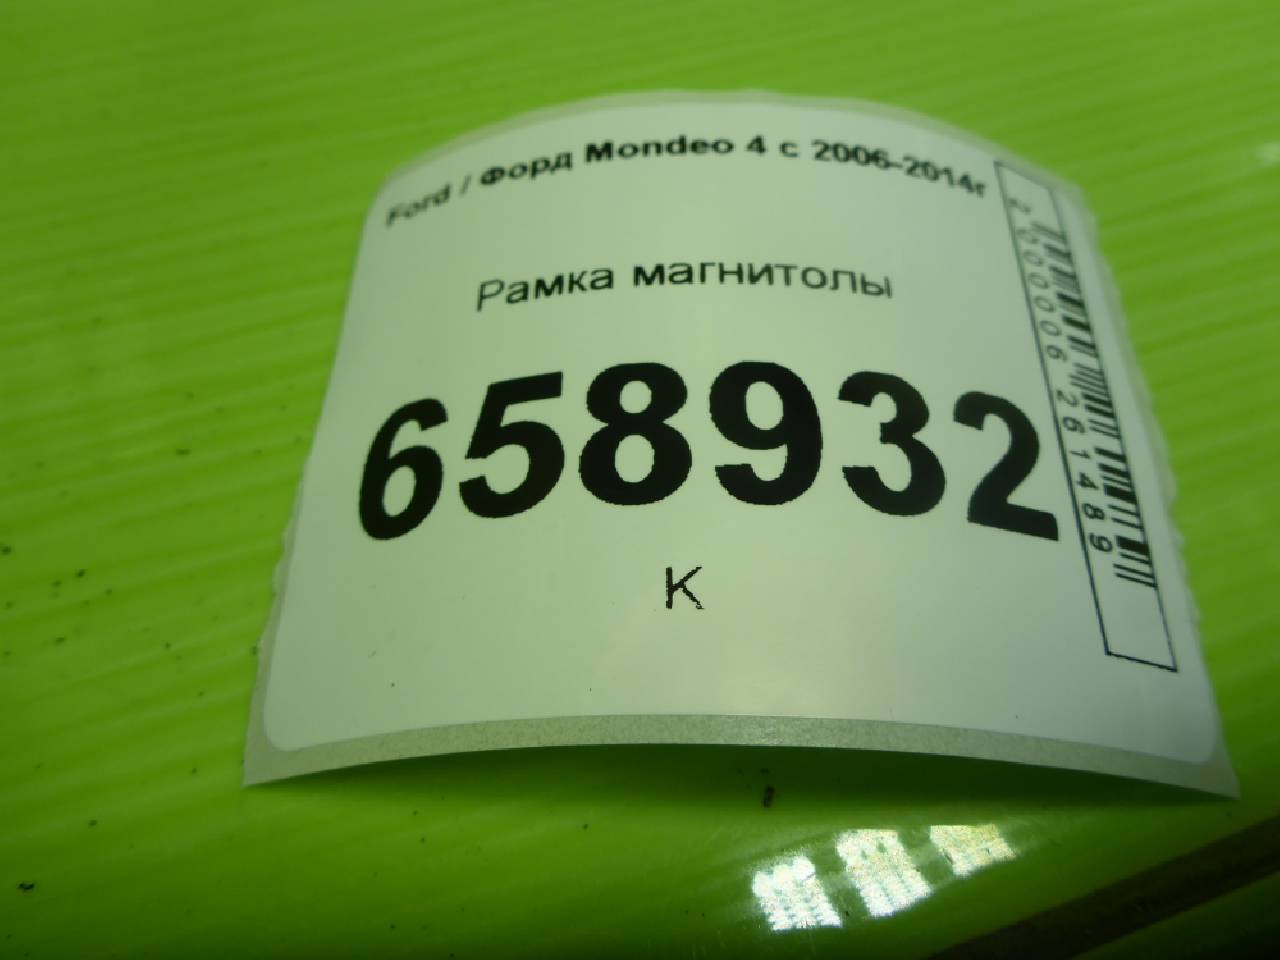 Ford / Форд Mondeo 4 с 2006-2014г
Рамка магнитолы
658932
К
2000006261489